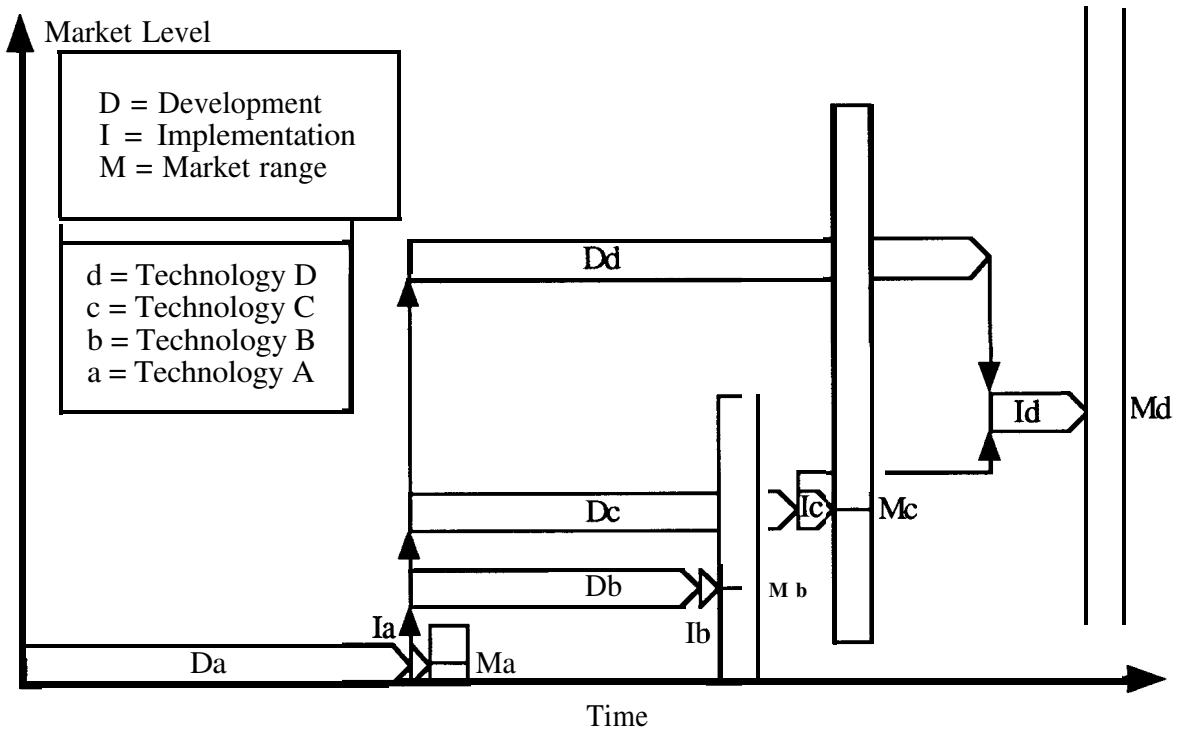 Market Level
D = Development
I = Implementation
M = Market range
d = Technology D
c = Technology C
b = Technology B
a = Technology A
Dd
Id
Md
Dc
Ic
Mc
Db
M b
Ia
Ib
Da
Ma
Time